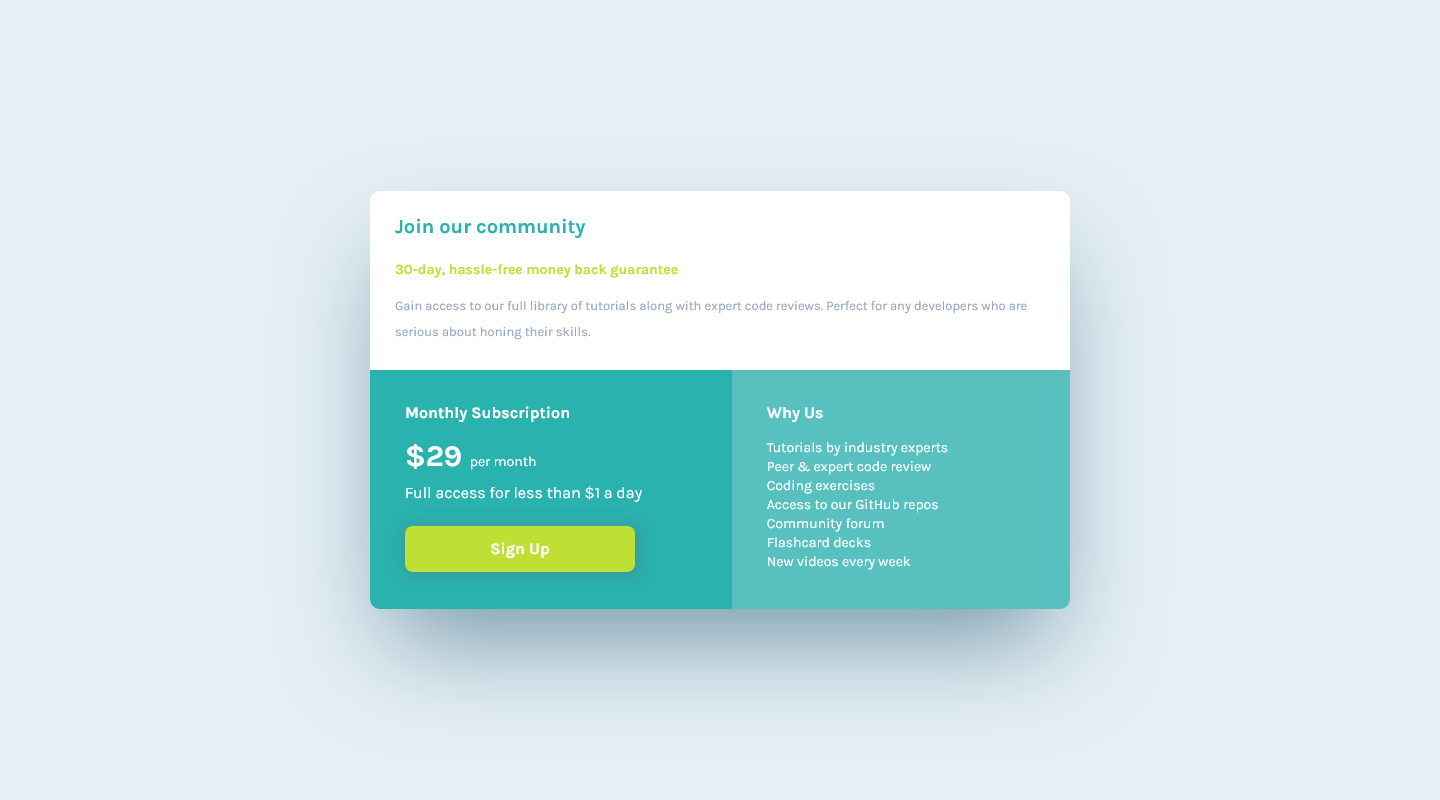 Join our community
30-day, hassle-free money back guarantee
Gain access to our full library of tutorials along with expert code reviews. Perfect for any developers who are
serious about honing their skills.
Monthly Subscription
$29 per month
Full access for less than $1 a day
Sign Up
Why Us
Tutorials by industry experts
Peer & expert code review
Coding exercises
Access to our GitHub repos
Community forum
Flashcard decks
New videos every week